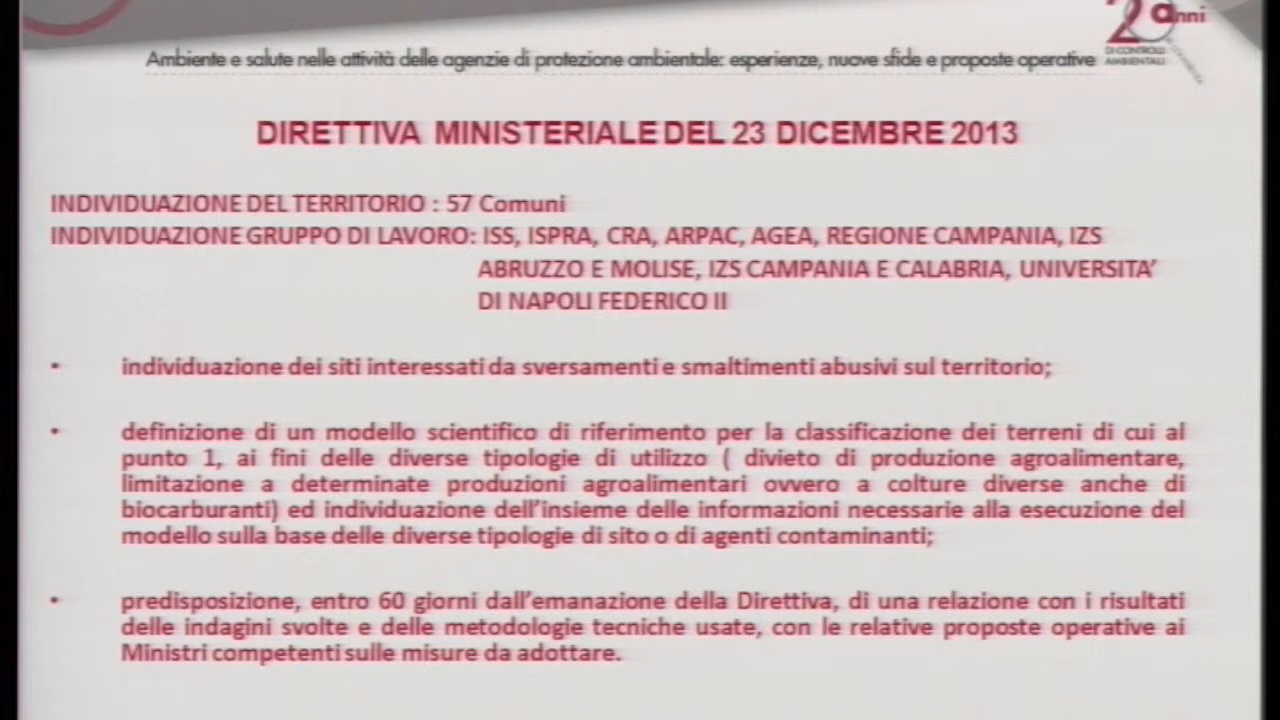 20 anni
DI CONTROLLI
AMBIENTALI
Ambiente e salute nelle attività delle agenzie di protezione ambientale: esperienze, nuove sfide e proposte operative
DIRETTIVA MINISTERIALE DEL 23 DICEMBRE 2013
INDIVIDUAZIONE DEL TERRITORIO : 57 Comuni
INDIVIDUAZIONE GRUPPO DI LAVORO: ISS, ISPRA, CRA, ARPAC, AGEA, REGIONE CAMPANIA, IZS
ABRUZZO E MOLISE, IZS CAMPANIA E CALABRIA, UNIVERSITA’
DI NAPOLI FEDERICO II
• individuazione dei siti interessati da sversamenti e smaltimenti abusivi sul territorio;
• definizione di un modello scientifico di riferimento per la classificazione dei terreni di cui al
punto 1, ai fini delle diverse tipologie di utilizzo ( divieto di produzione agroalimentare,
limitazione a determinate produzioni agroalimentari ovvero a colture diverse anche di
biocarburanti) ed individuazione dell’insieme delle informazioni necessarie alla esecuzione del
modello sulla base delle diverse tipologie di sito o di agenti contaminanti;
• predisposizione, entro 60 giorni dall’emanazione della Direttiva, di una relazione con i risultati
delle indagini svolte e delle metodologie tecniche usate, con le relative proposte operative ai
Ministri competenti sulle misure da adottare.